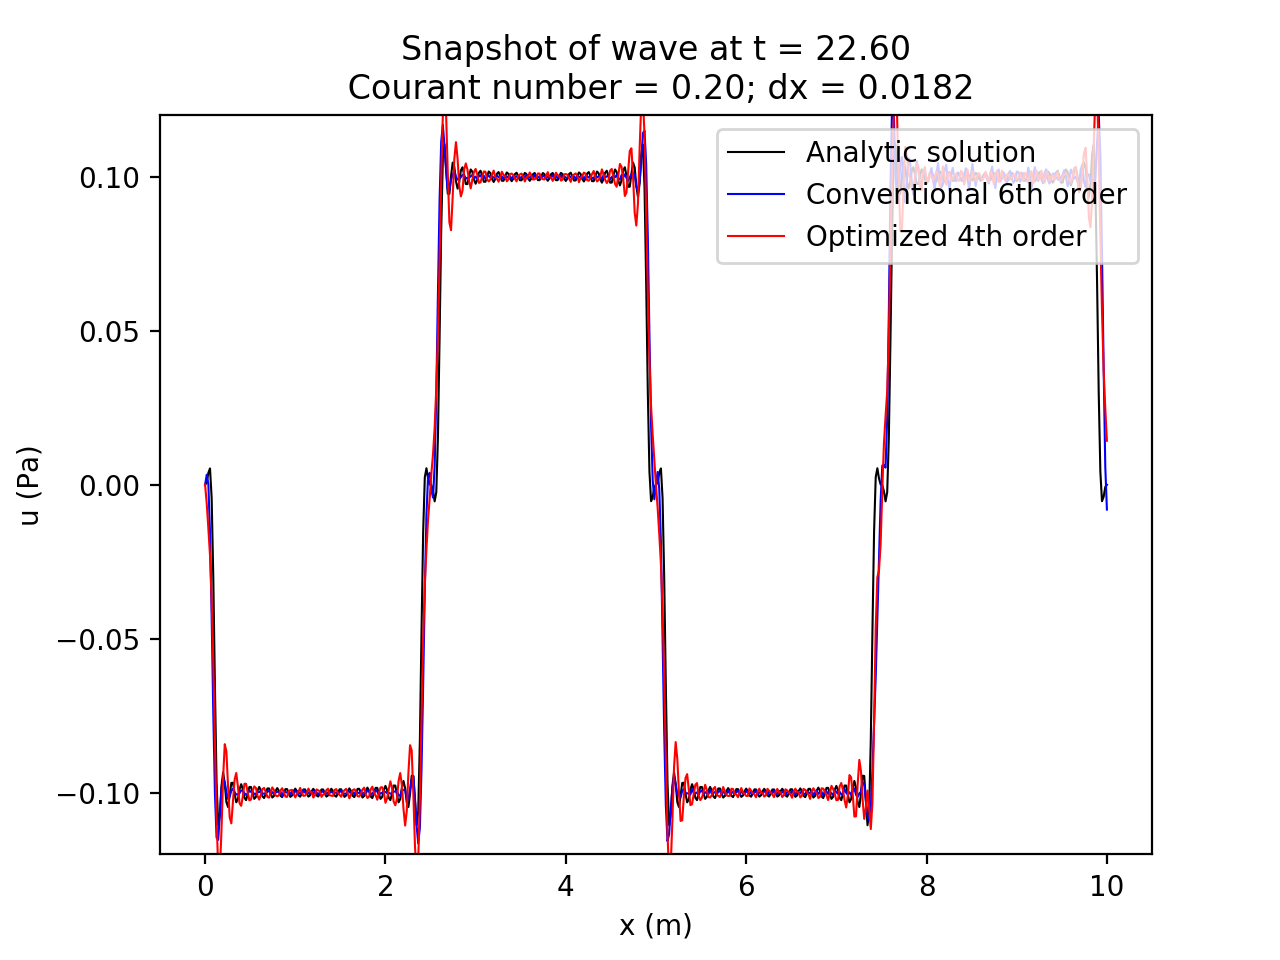 Snapshot of wave at t = 22.60
Courant number = 0.20; dx = 0.0182
Analytic solution
Conventional 6th order
Optimized 4th order
u (Pa)
0.10
0.05
0.00
−0.05
−0.10
0 2 4 6 8 10
x (m)